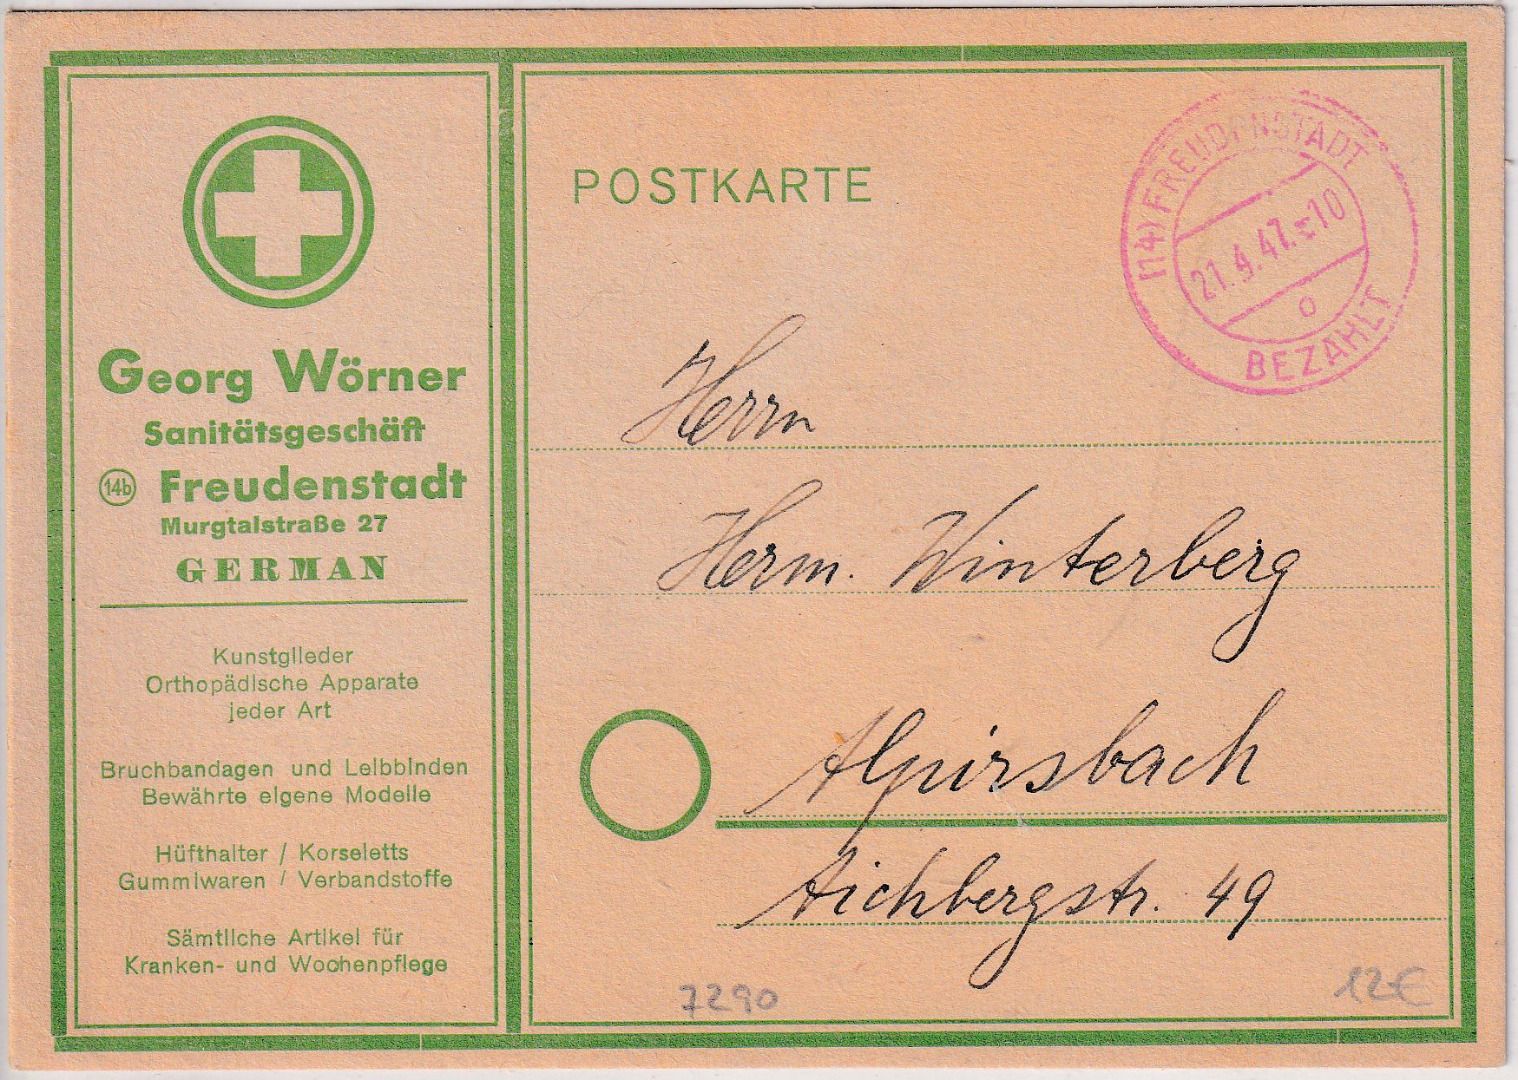 Georg Wörner
Sanitätsgeschäft
14b Freudenstadt
Murgtalstraße 27
GERMAN
Kunstglieder
Orthopädische Apparate
jeder Art
Bruchbandagen und Leibbinden
Bewährte eigene Modelle
Hüfthalter / Korseletts
Gummiwaren / Verbandstoffe
Sämtliche Artikel für
Kranken- und Wochenpflege
POSTKARTE
(14) FREUDENSTADT
21.4.47.-10
o
BEZAHLT
Herrn
Herm. Winterberg
Alpirsbach
Aichbergstr. 49
7290
12€